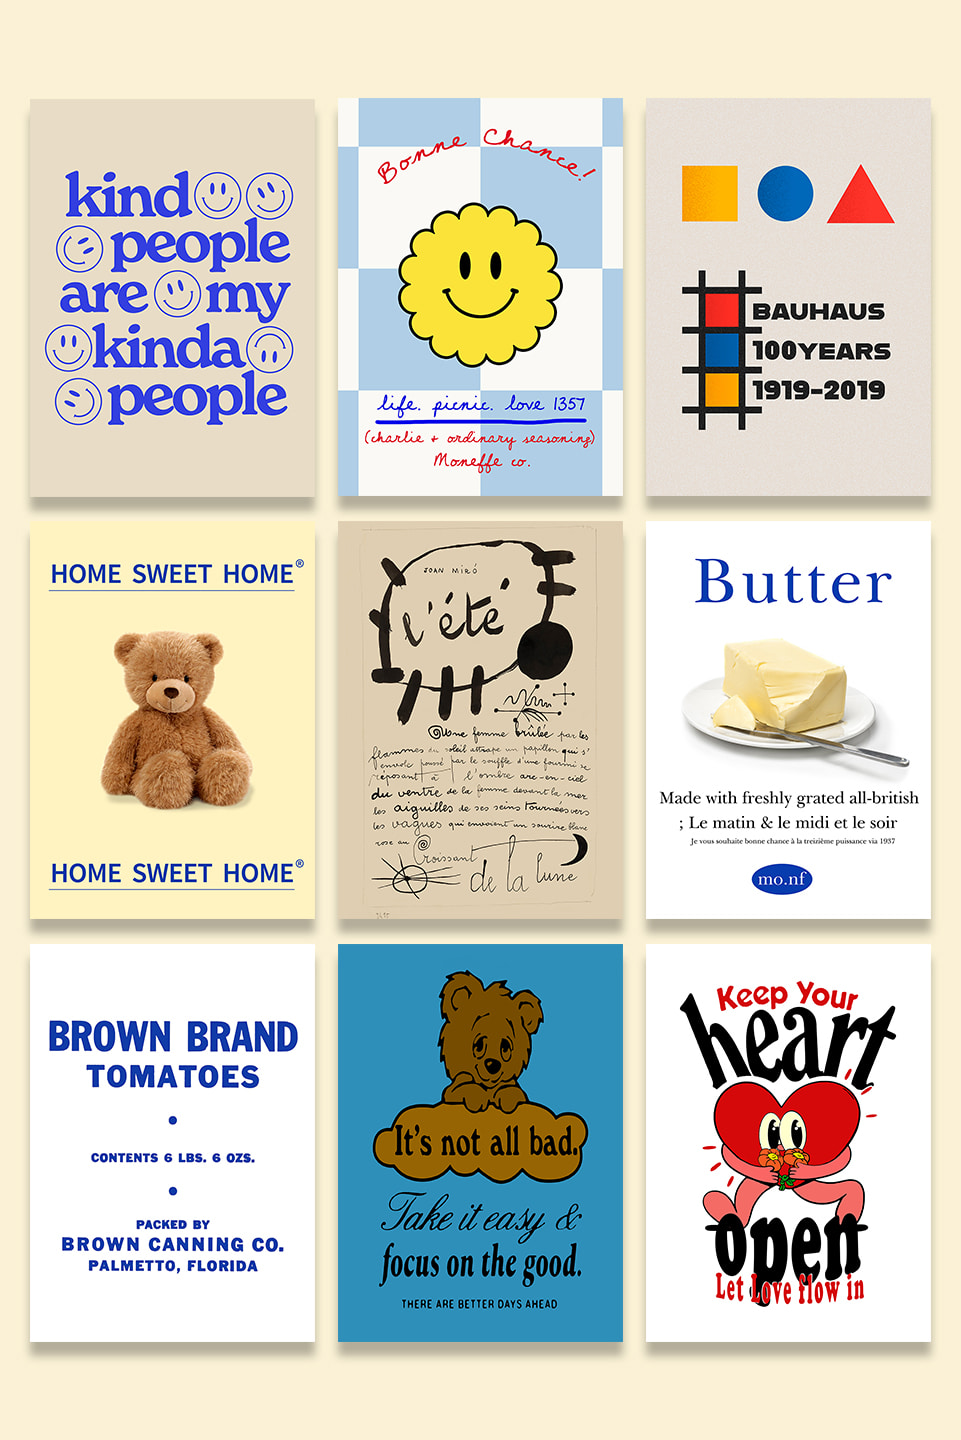 kind
people
are my
kinda
people
Bonne Chance!
life. picnic. love 1357
(charlie + ordinary seasoning)
Moneffe co.
BAUHAUS
100YEARS
1919-2019
HOME SWEET HOME®
HOME SWEET HOME®
JOAN MIRÓ
l'été
Une femme brûlée par les
flammes du soleil attrape un papillon qui s'
envole poussé par le souffle d'une fourmi se
réposant à l'ombre arc-en-ciel
du ventre de la femme devant la mer
les aiguilles de ses seins tournées vers
les vagues qui envoient un sourire blanc
rose au Croissant
de la lune
Butter
Made with freshly grated all-british
; Le matin & le midi et le soir
Je vous souhaite bonne chance à la treizième puissance via 1937
mo.nf
BROWN BRAND
TOMATOES
CONTENTS 6 LBS. 6 OZS.
PACKED BY
BROWN CANNING CO.
PALMETTO, FLORIDA
It's not all bad.
Take it easy &
focus on the good.
THERE ARE BETTER DAYS AHEAD
Keep Your
heart
open
Let Love flow in